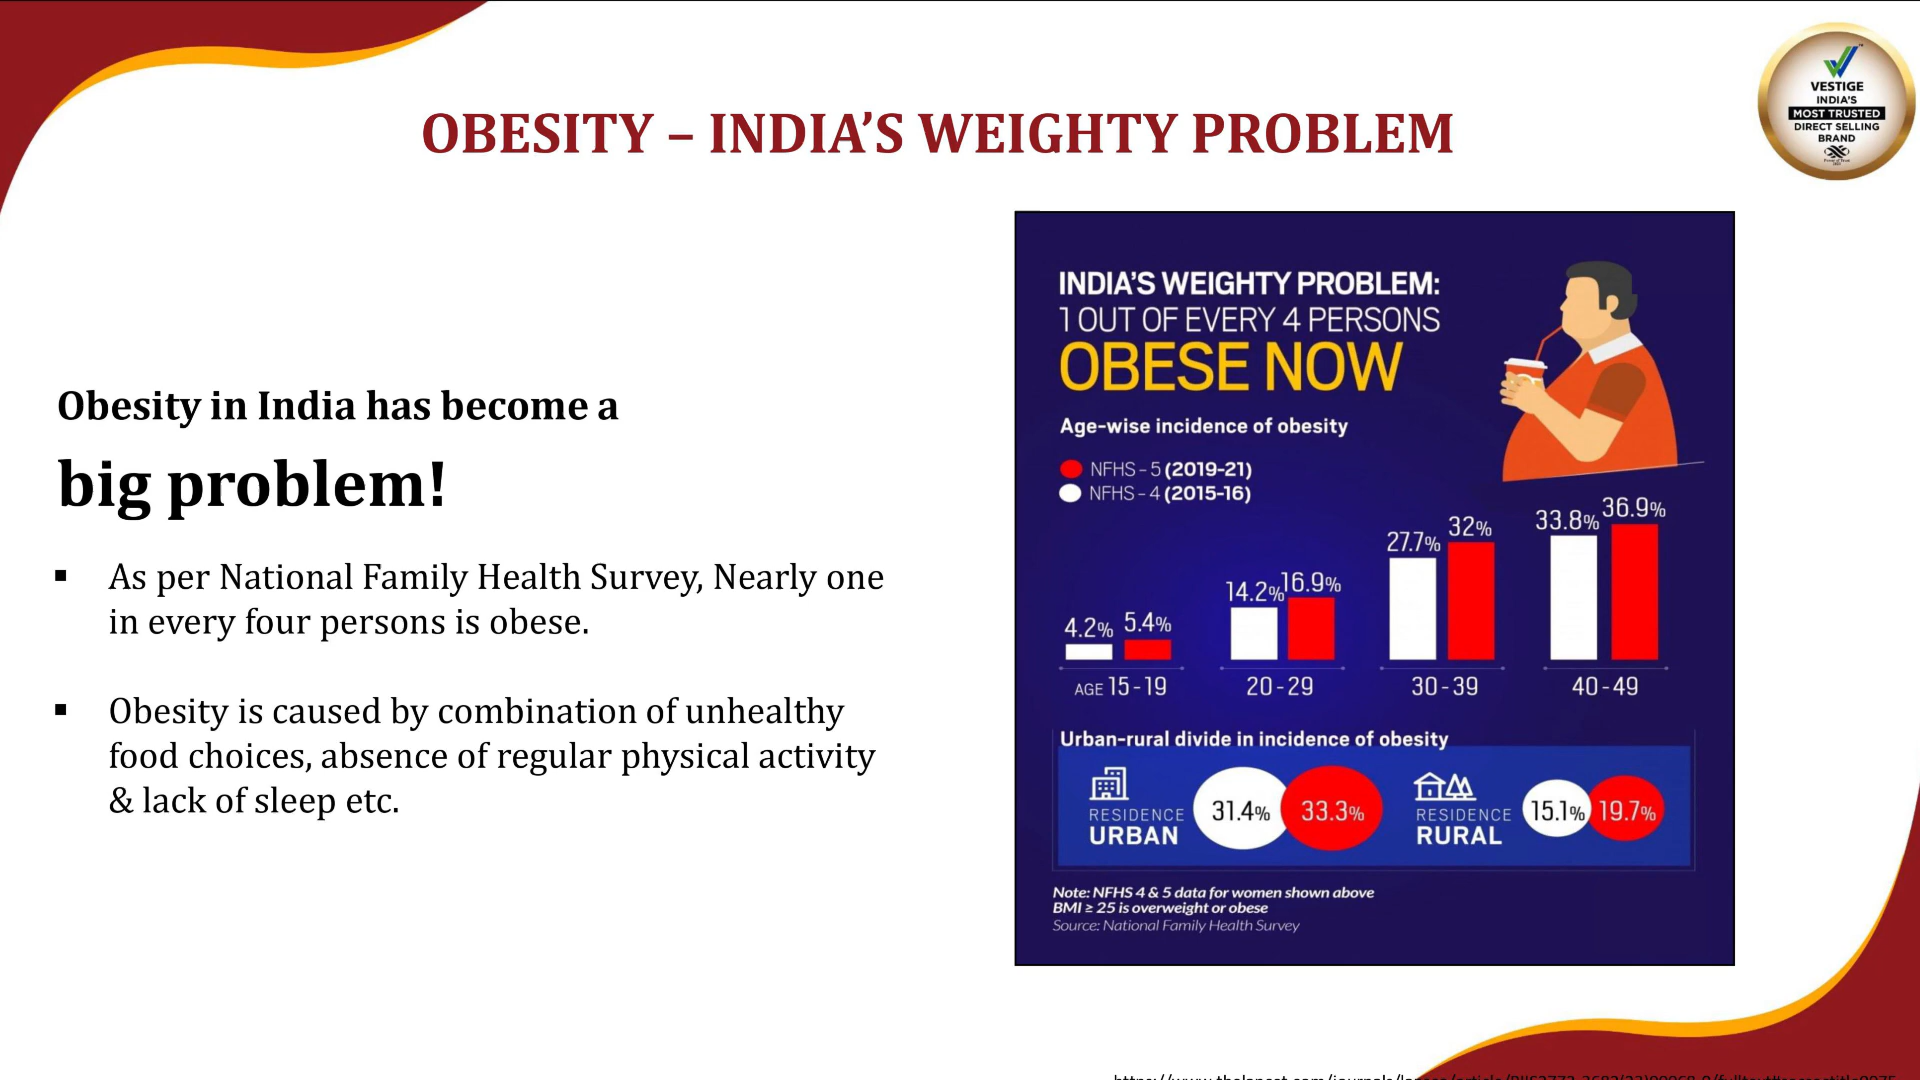 OBESITY – INDIA’S WEIGHTY PROBLEM
VESTIGE
INDIA'S
MOST TRUSTED
DIRECT SELLING
BRAND
Obesity in India has become a
big problem!
▪ As per National Family Health Survey, Nearly one
in every four persons is obese.
▪ Obesity is caused by combination of unhealthy
food choices, absence of regular physical activity
& lack of sleep etc.
INDIA'S WEIGHTY PROBLEM:
1 OUT OF EVERY 4 PERSONS
OBESE NOW
Age-wise incidence of obesity
NFHS - 5 (2019-21)
NFHS - 4 (2015-16)
4.2% 5.4% 14.2% 16.9% 27.7% 32% 33.8% 36.9%
AGE 15-19 20-29 30-39 40-49
Urban-rural divide in incidence of obesity
RESIDENCE
URBAN
31.4% 33.3%
RESIDENCE
RURAL
15.1% 19.7%
Note: NFHS 4 & 5 data for women shown above
BMI ≥ 25 is overweight or obese
Source: National Family Health Survey